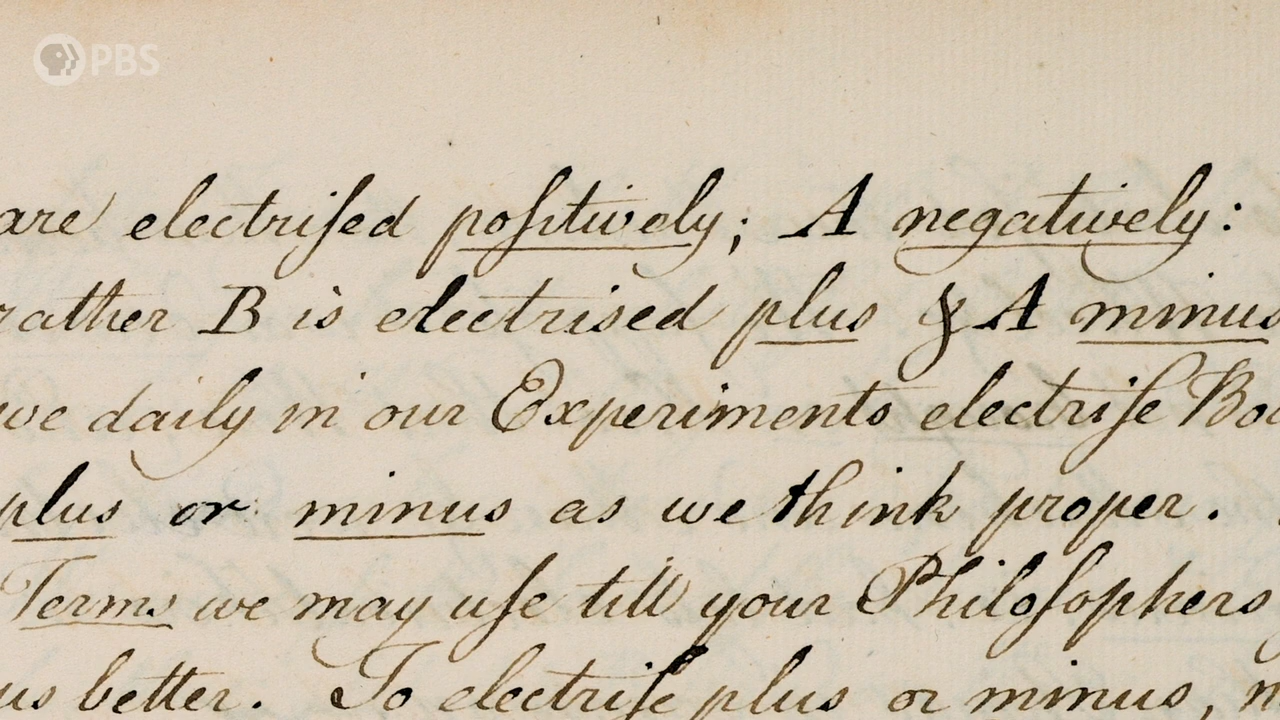 PBS
are electriſed poſitively; A negatively:
rather B is electrised plus & A minus
we daily in our Experiments electriſe Bod
plus or minus as we think proper.
Terms we may uſe till your Philoſophers
us better. To electriſe plus or minus, n